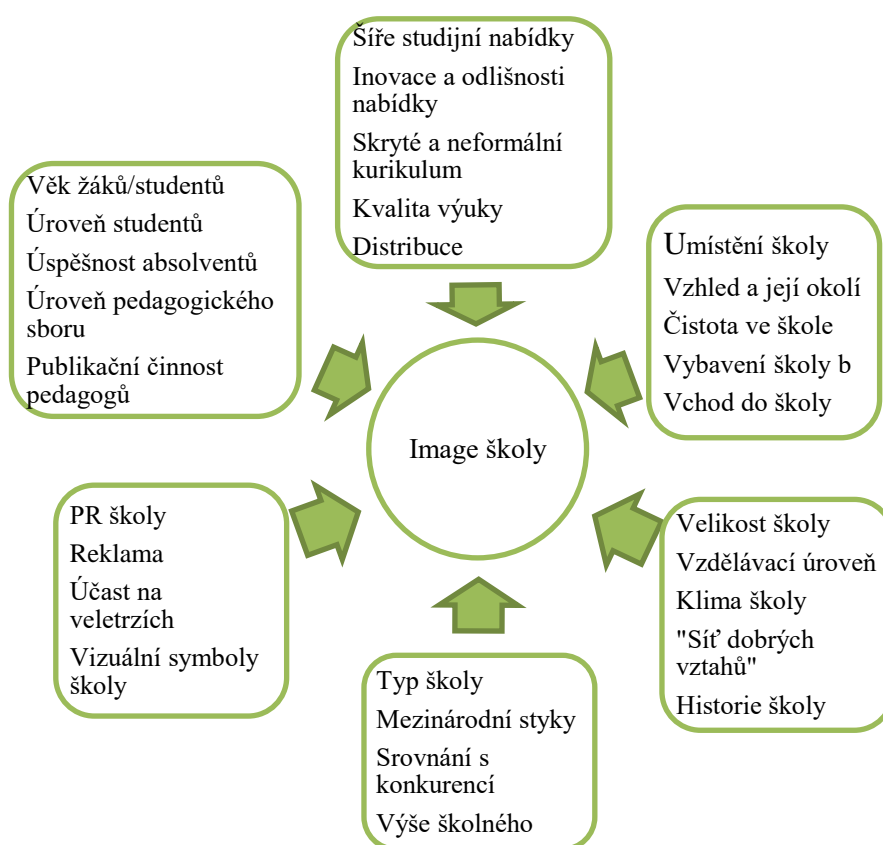 Šíře studijní nabídky
Inovace a odlišnosti
nabídky
Skryté a neformální
kurikulum
Kvalita výuky
Distribuce
Věk žáků/studentů
Úroveň studentů
Úspěšnost absolventů
Úroveň pedagogického
sboru
Publikační činnost
pedagogů
Umístění školy
Vzhled a její okolí
Čistota ve škole
Vybavení školy b
Vchod do školy
Image školy
PR školy
Reklama
Účast na
veletrzích
Vizuální symboly
školy
Velikost školy
Vzdělávací úroveň
Klima školy
"Síť dobrých
vztahů"
Historie školy
Typ školy
Mezinárodní styky
Srovnání s
konkurencí
Výše školného